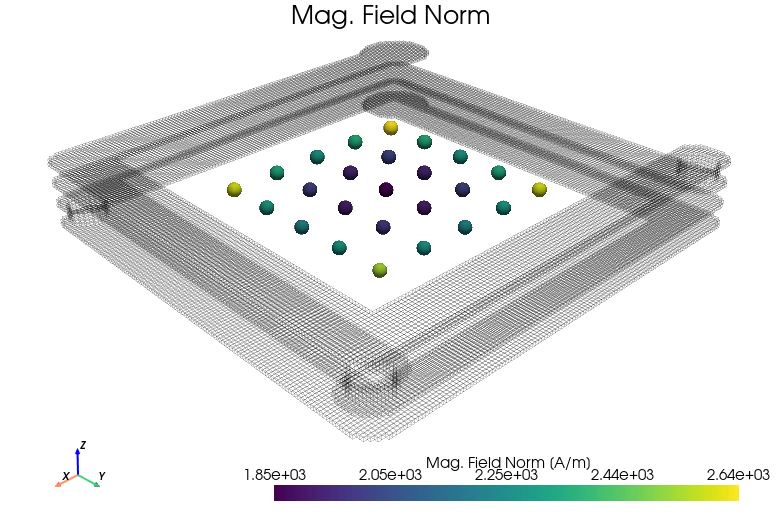 Mag. Field Norm
Z
X
Y
Mag. Field Norm (A/m)
1.85e+03 2.05e+03 2.25e+03 2.44e+03 2.64e+03